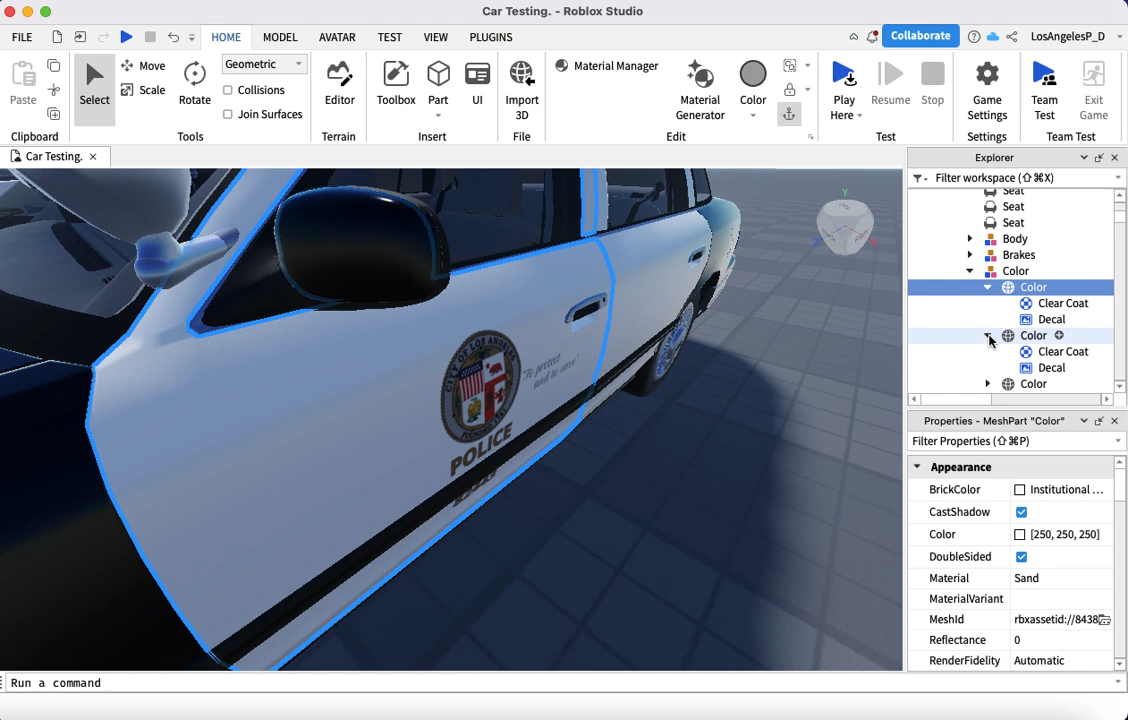 Car Testing. - Roblox Studio
FILE
HOME
MODEL
AVATAR
TEST
VIEW
PLUGINS
Collaborate
LosAngelesP_D
Paste
Clipboard
Select
Move
Scale
Rotate
Geometric
Collisions
Join Surfaces
Tools
Editor
Terrain
Toolbox
Part
UI
Insert
Import
3D
File
Material Manager
Material
Generator
Color
Edit
Play
Here
Resume
Stop
Test
Game
Settings
Settings
Team
Test
Exit
Game
Team Test
Car Testing.
CITY OF LOS ANGELES
"To protect
and to serve"
POLICE
Explorer
Filter workspace (⇧⌘X)
Seat
Seat
Seat
Body
Brakes
Color
Color
Clear Coat
Decal
Color
Clear Coat
Decal
Color
Properties - MeshPart "Color"
Filter Properties (⇧⌘P)
Appearance
BrickColor Institutional ...
CastShadow
Color [250, 250, 250]
DoubleSided
Material Sand
MaterialVariant
MeshId rbxassetid://8438
Reflectance 0
RenderFidelity Automatic
Run a command